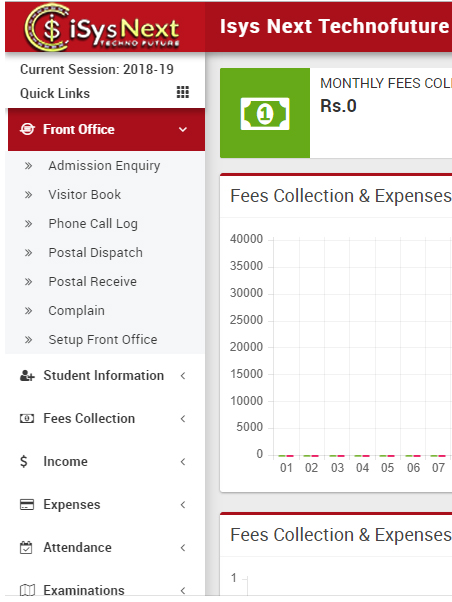 iSysNext
TECHNO FUTURE
Isys Next Technofuture
Current Session: 2018-19
Quick Links
Front Office
Admission Enquiry
Visitor Book
Phone Call Log
Postal Dispatch
Postal Receive
Complain
Setup Front Office
Student Information
Fees Collection
Income
Expenses
Attendance
Examinations
MONTHLY FEES COLL
Rs.0
Fees Collection & Expenses
40000
35000
30000
25000
20000
15000
10000
5000
0
01 02 03 04 05 06 07
Fees Collection & Expenses
1